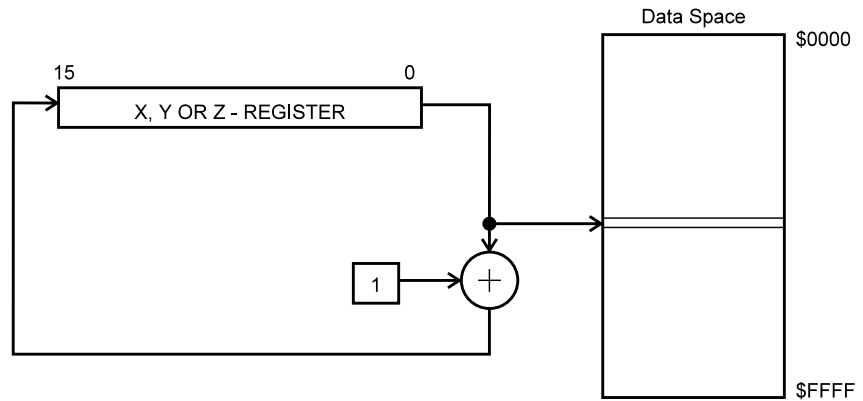 Data Space
$0000
15
0
X, Y OR Z - REGISTER
1
+
$FFFF